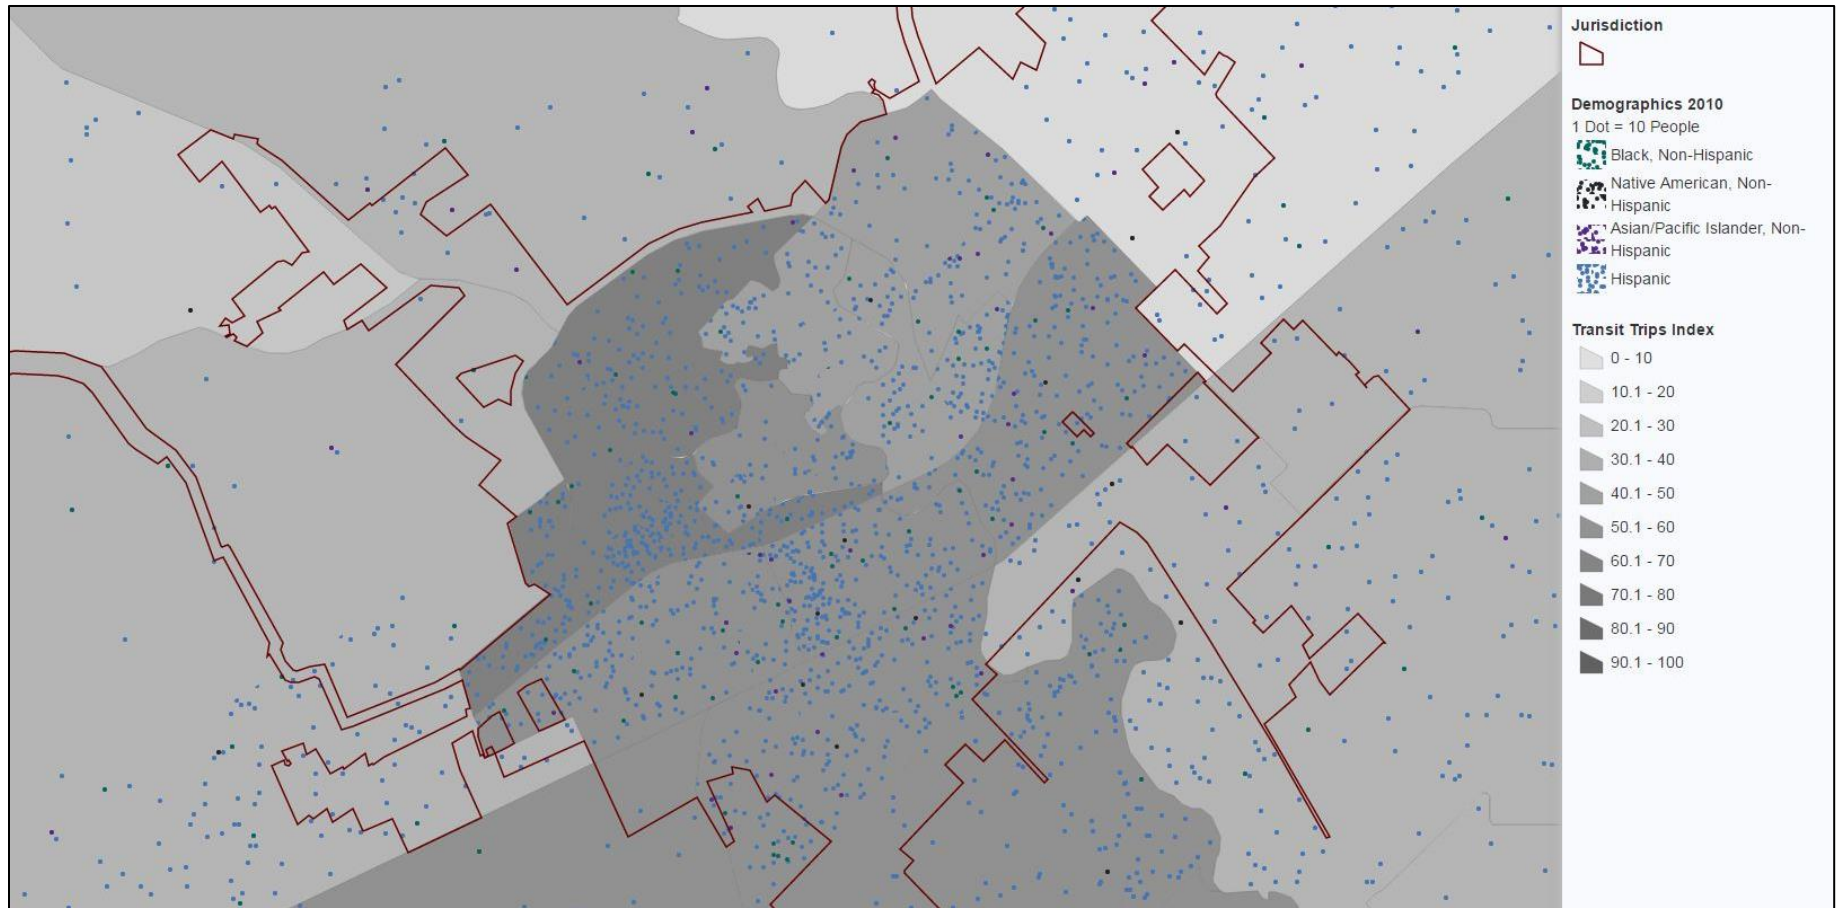 Jurisdiction
Demographics 2010
1 Dot = 10 People
Black, Non-Hispanic
Native American, Non-
Hispanic
Asian/Pacific Islander, Non-
Hispanic
Hispanic
Transit Trips Index
0 - 10
10.1 - 20
20.1 - 30
30.1 - 40
40.1 - 50
50.1 - 60
60.1 - 70
70.1 - 80
80.1 - 90
90.1 - 100